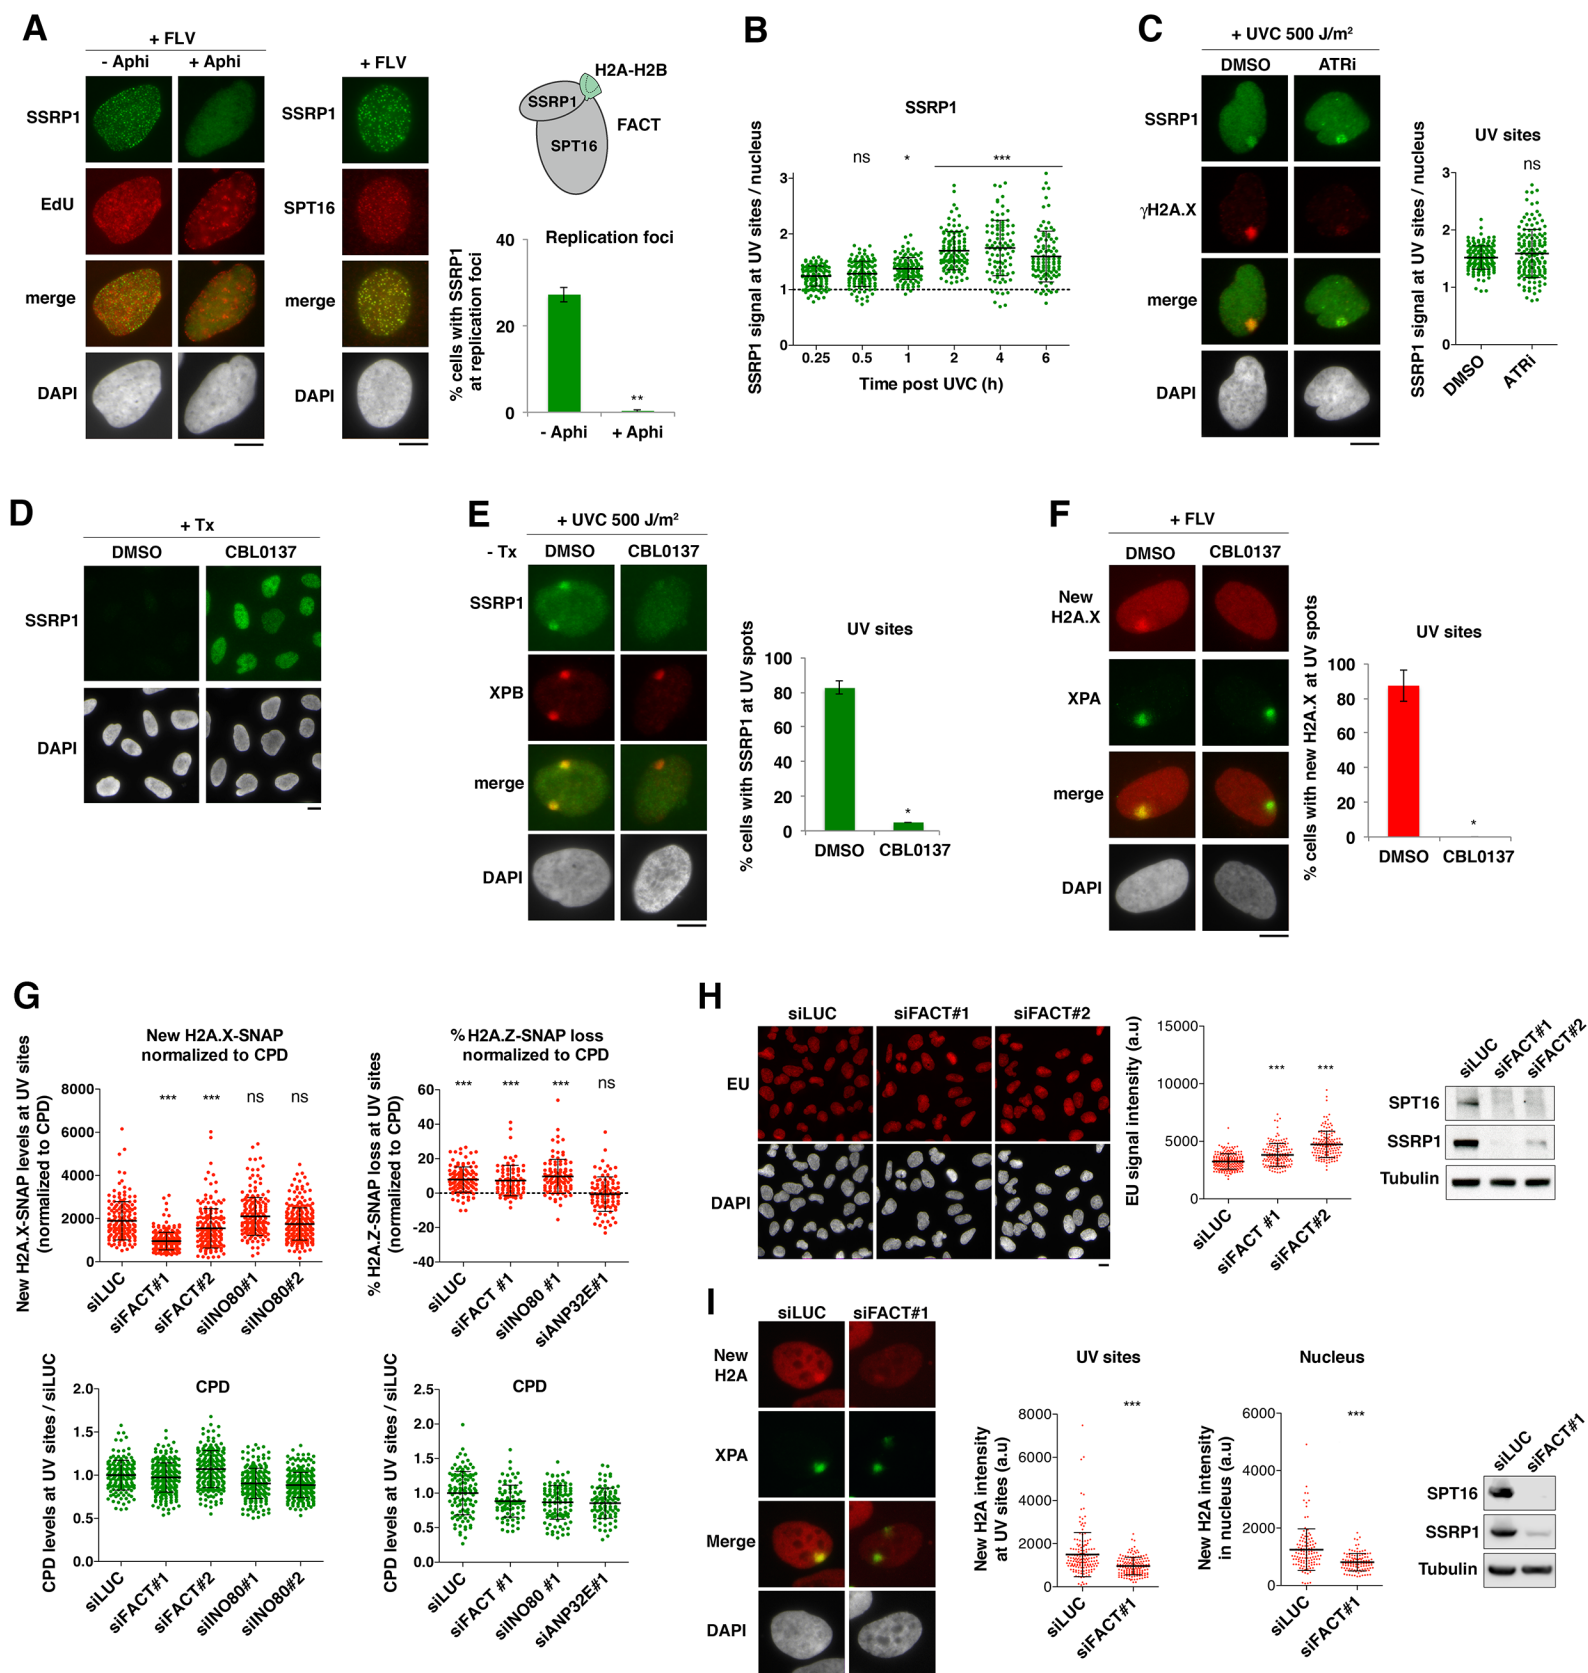 A
+ FLV
- Aphi
+ Aphi
SSRP1
EdU
merge
DAPI
+ FLV
SSRP1
SPT16
merge
DAPI
H2A-H2B
SSRP1
FACT
SPT16
Replication foci
% cells with SSRP1
at replication foci
40
20
0
**
- Aphi
+ Aphi
B
SSRP1
SSRP1 signal at UV sites / nucleus
ns
*
***
3
2
1
0
0.25
0.5
1
2
4
6
Time post UVC (h)
C
+ UVC 500 J/m²
DMSO
ATRi
SSRP1
γH2A.X
merge
DAPI
UV sites
SSRP1 signal at UV sites / nucleus
ns
3
2
1
0
DMSO
ATRi
D
+ Tx
DMSO
CBL0137
SSRP1
DAPI
E
+ UVC 500 J/m²
- Tx
DMSO
CBL0137
SSRP1
XPB
merge
DAPI
UV sites
% cells with SSRP1 at UV spots
100
80
60
40
20
0
*
DMSO
CBL0137
F
+ FLV
DMSO
CBL0137
New
H2A.X
XPA
merge
DAPI
UV sites
% cells with new H2A.X at UV spots
100
80
60
40
20
0
*
DMSO
CBL0137
G
New H2A.X-SNAP
normalized to CPD
New H2A.X-SNAP levels at UV sites
(normalized to CPD)
8000
6000
4000
2000
0
***
***
ns
ns
siLUC
siFACT#1
siFACT#2
siINO80#1
siINO80#2
% H2A.Z-SNAP loss
normalized to CPD
% H2A.Z-SNAP loss at UV sites
(normalized to CPD)
60
40
20
0
-20
-40
***
***
***
ns
siLUC
siFACT #1
siINO80 #1
siANP32E#1
CPD
CPD levels at UV sites / siLUC
2.0
1.5
1.0
0.5
0.0
siLUC
siFACT#1
siFACT#2
siINO80#1
siINO80#2
CPD
CPD levels at UV sites / siLUC
2.5
2.0
1.5
1.0
0.5
0.0
siLUC
siFACT #1
siINO80 #1
siANP32E#1
H
siLUC
siFACT#1
siFACT#2
EU
DAPI
EU signal intensity (a.u)
15000
10000
5000
0
***
***
siLUC
siFACT #1
siFACT#2
siLUC
siFACT#1
siFACT#2
SPT16
SSRP1
Tubulin
I
siLUC
siFACT#1
New
H2A
XPA
Merge
DAPI
UV sites
New H2A intensity
at UV sites (a.u)
8000
6000
4000
2000
0
***
siLUC
siFACT#1
Nucleus
New H2A intensity
in nucleus (a.u)
6000
4000
2000
0
***
siLUC
siFACT#1
siLUC
siFACT#1
SPT16
SSRP1
Tubulin